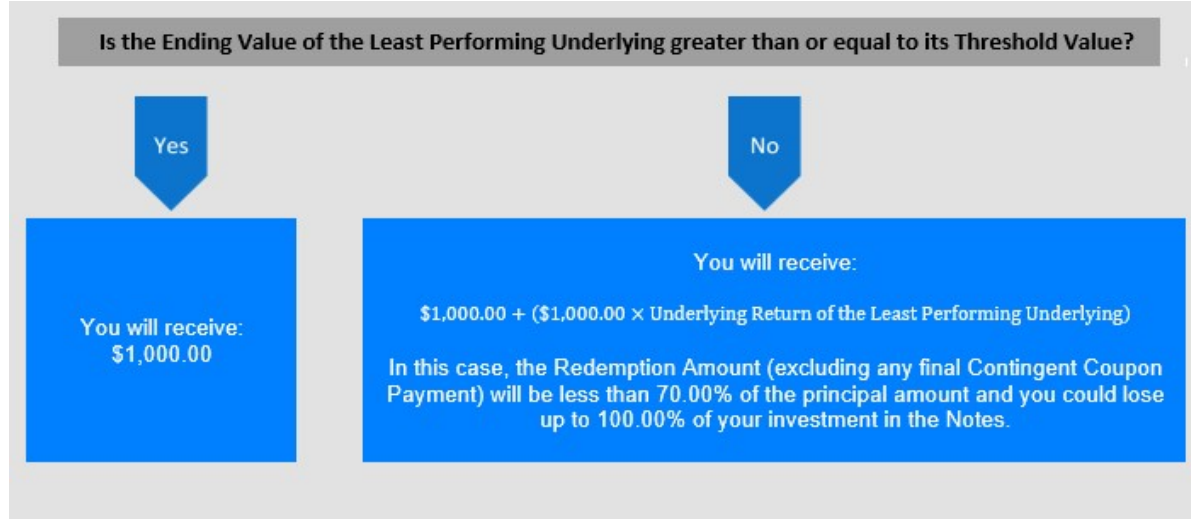 Is the Ending Value of the Least Performing Underlying greater than or equal to its Threshold Value?
Yes
No
You will receive:
$1,000.00
You will receive:
$1,000.00 + ($1,000.00 × Underlying Return of the Least Performing Underlying)
In this case, the Redemption Amount (excluding any final Contingent Coupon
Payment) will be less than 70.00% of the principal amount and you could lose
up to 100.00% of your investment in the Notes.